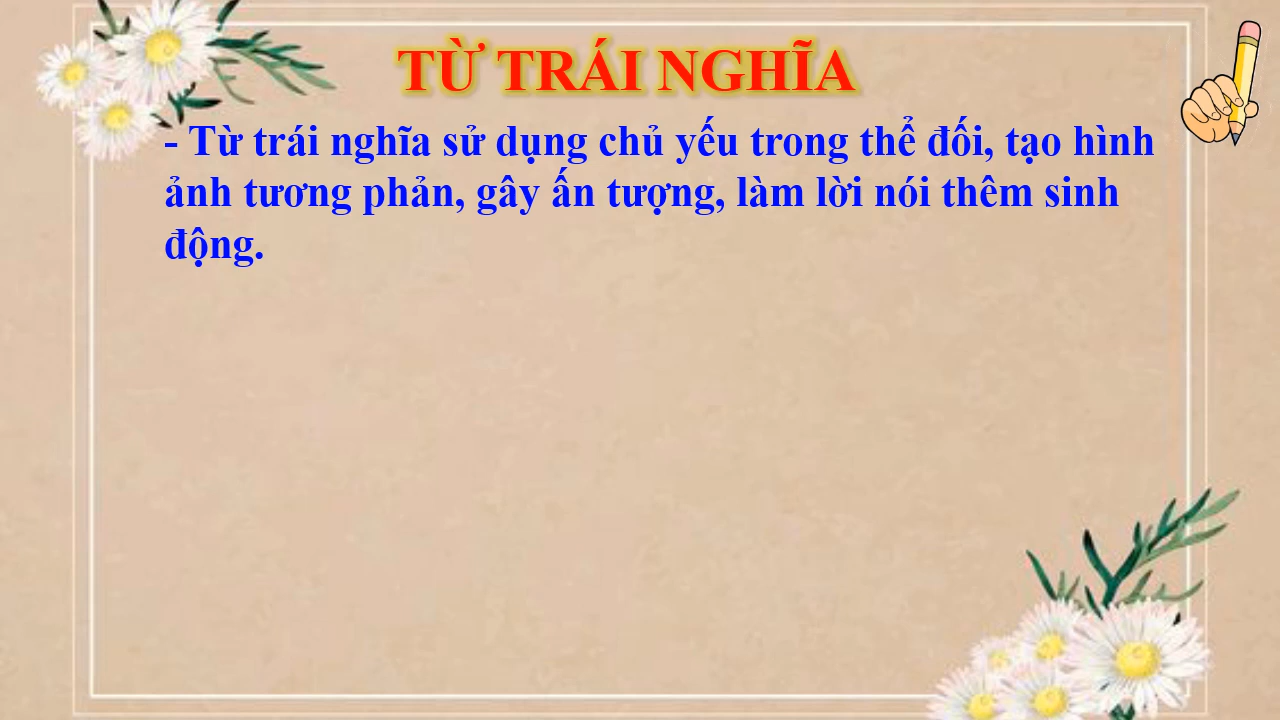 TỪ TRÁI NGHĨA
- Từ trái nghĩa sử dụng chủ yếu trong thể đối, tạo hình
ảnh tương phản, gây ấn tượng, làm lời nói thêm sinh
động.